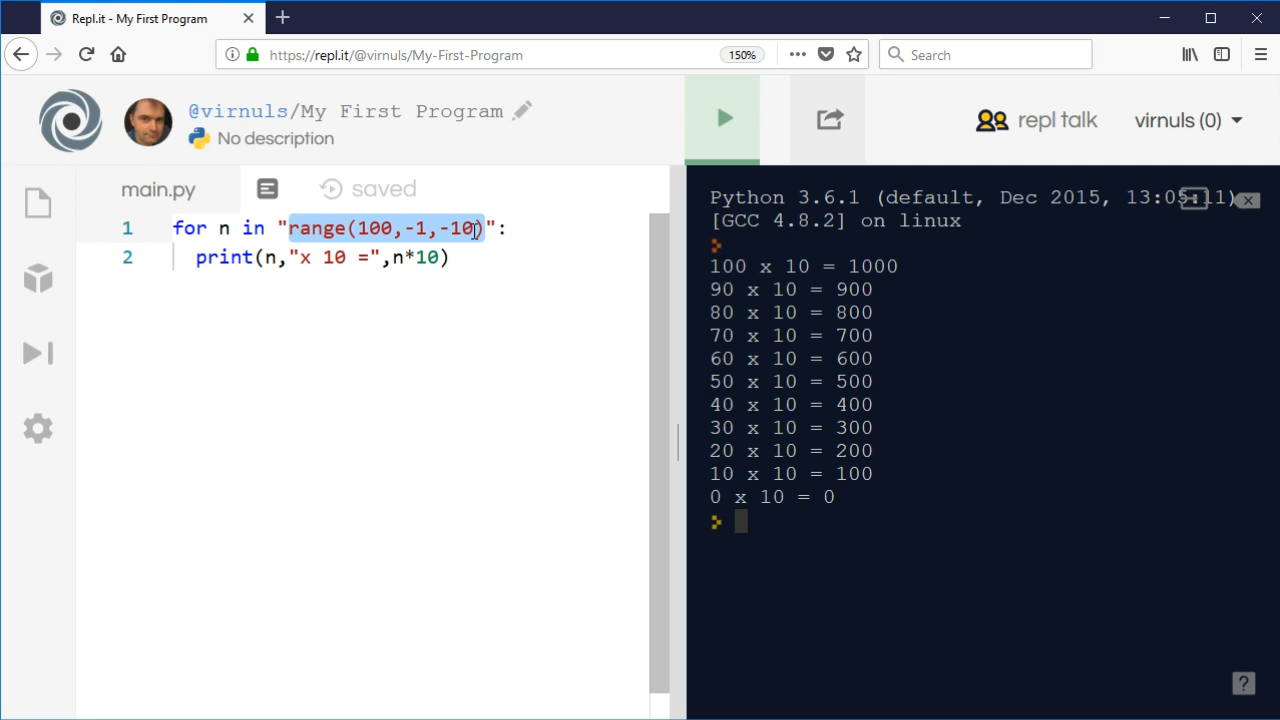 Repl.it - My First Program
https://repl.it/@virnuls/My-First-Program
150%
Search
@virnuls/My First Program
No description
repl talk
virnuls (0)
main.py
saved
1 for n in "range(100,-1,-10)":
2 print(n,"x 10 =",n*10)
Python 3.6.1 (default, Dec 2015, 13:05:11)
[GCC 4.8.2] on linux
100 x 10 = 1000
90 x 10 = 900
80 x 10 = 800
70 x 10 = 700
60 x 10 = 600
50 x 10 = 500
40 x 10 = 400
30 x 10 = 300
20 x 10 = 200
10 x 10 = 100
0 x 10 = 0
?